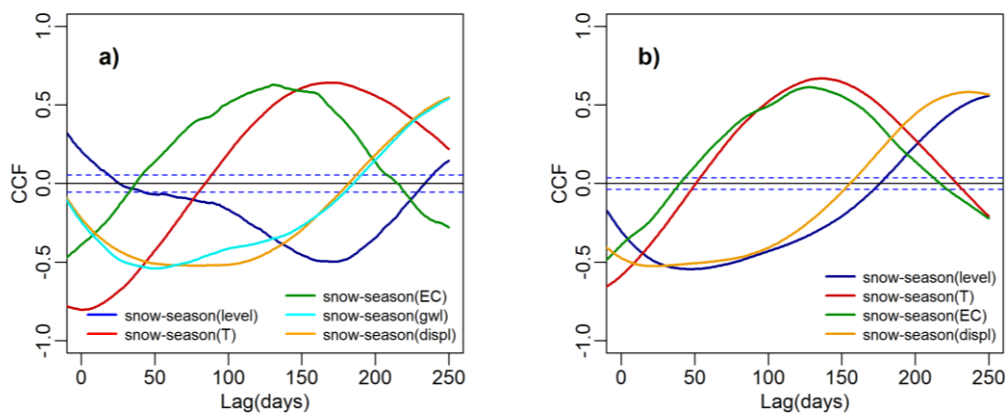 a)
CCF
1.0
0.5
0.0
-0.5
-1.0
snow-season(level)
snow-season(T)
snow-season(EC)
snow-season(gwl)
snow-season(displ)
0 50 100 150 200 250
Lag(days)
b)
CCF
1.0
0.5
0.0
-0.5
-1.0
snow-season(level)
snow-season(T)
snow-season(EC)
snow-season(displ)
0 50 100 150 200 250
Lag(days)